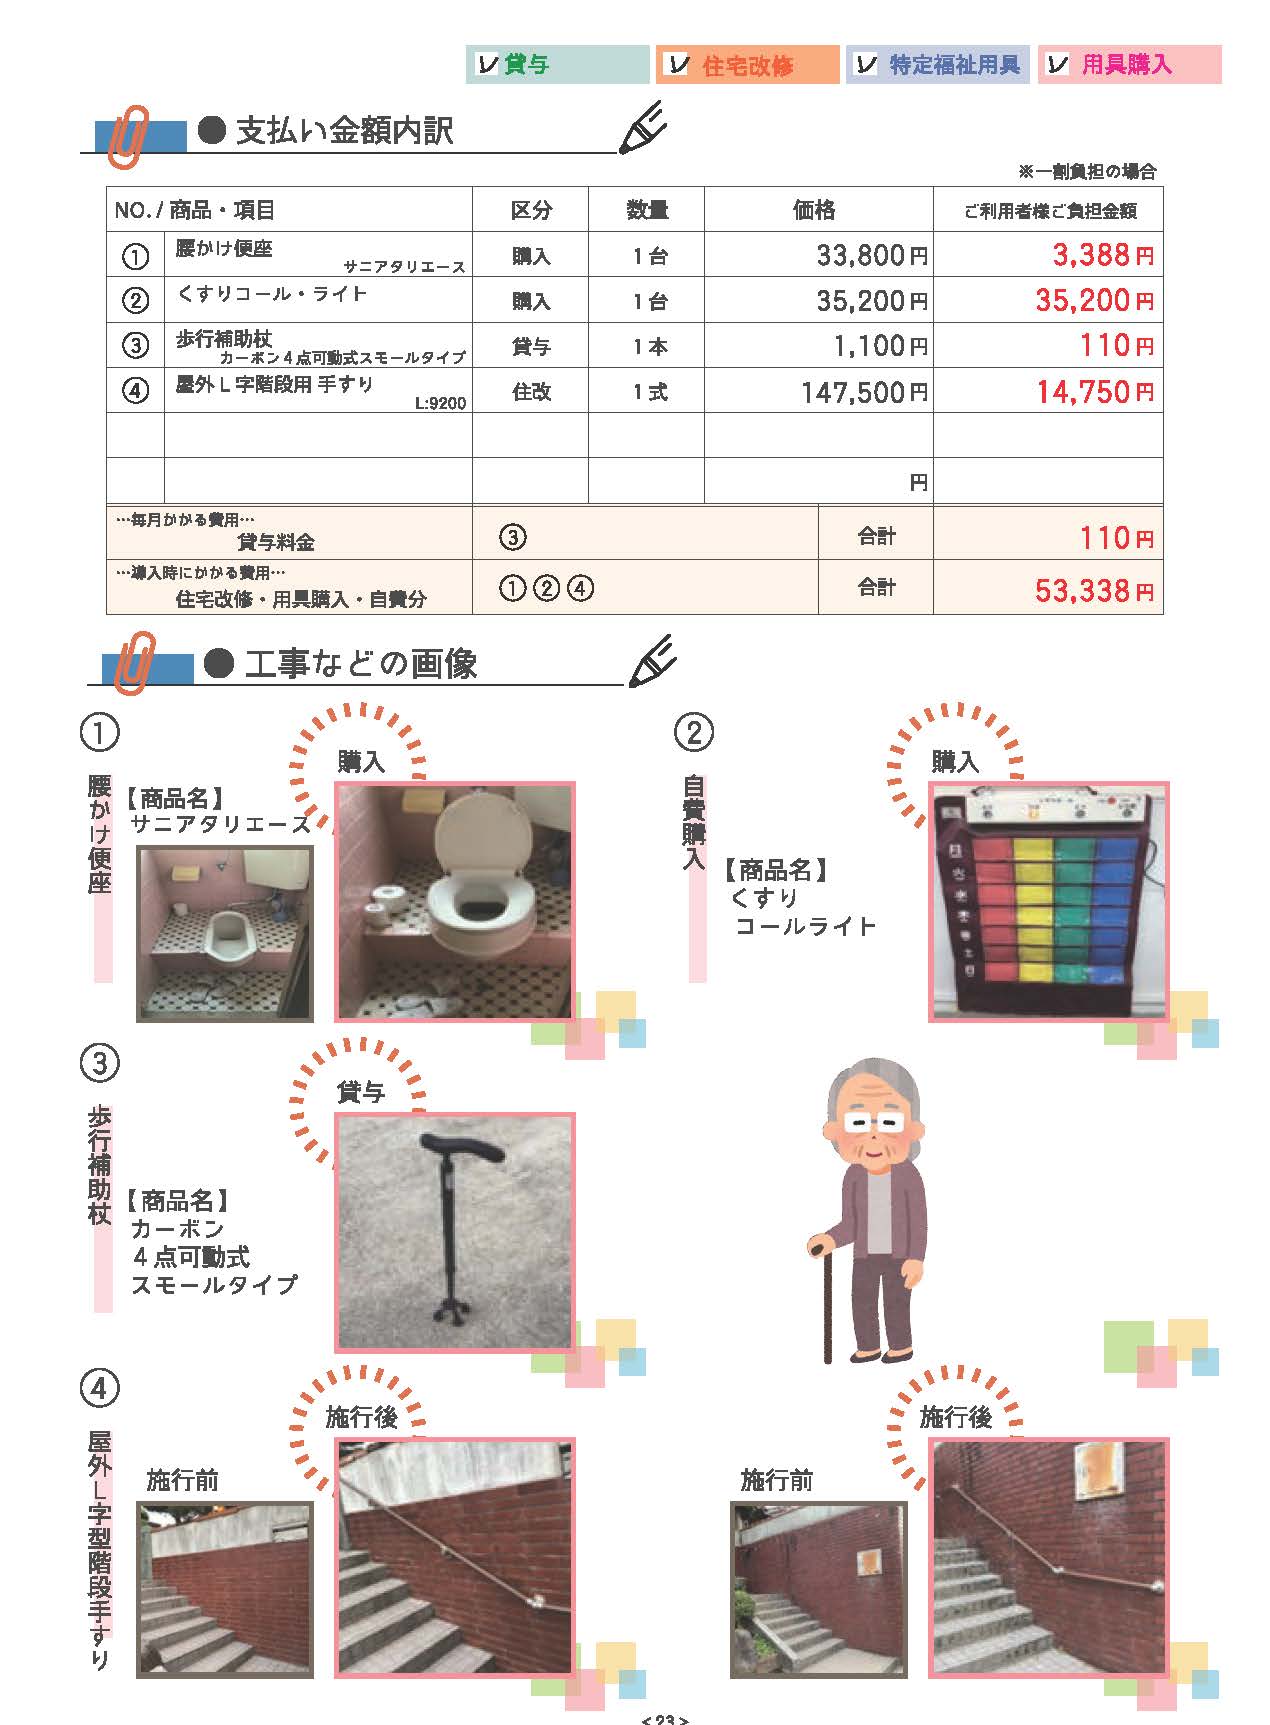 レ 貸与 レ 住宅改修 レ 特定福祉用具 レ 用具購入
● 支払い金額内訳
※一割負担の場合
NO. / 商品・項目 区分 数量 価格 ご利用者様ご負担金額
① 腰かけ便座 サニアタリエース 購入 1台 33,800円 3,388円
② くすりコール・ライト 購入 1台 35,200円 35,200円
③ 歩行補助杖 カーボン4点可動式スモールタイプ 貸与 1本 1,100円 110円
④ 屋外L字階段用 手すり L:9200 住改 1式 147,500円 14,750円
円
…毎月かかる費用…
貸与料金 ③ 合計 110円
…導入時にかかる費用…
住宅改修・用具購入・自費分 ①②④ 合計 53,338円
● 工事などの画像
①
腰かけ便座
【商品名】
サニアタリエース
購入
②
自費購入
【商品名】
くすり
コールライト
購入
③
歩行補助杖
【商品名】
カーボン
4点可動式
スモールタイプ
貸与
④
屋外L字型階段手すり
施行前
施行後
施行前
施行後
<23>